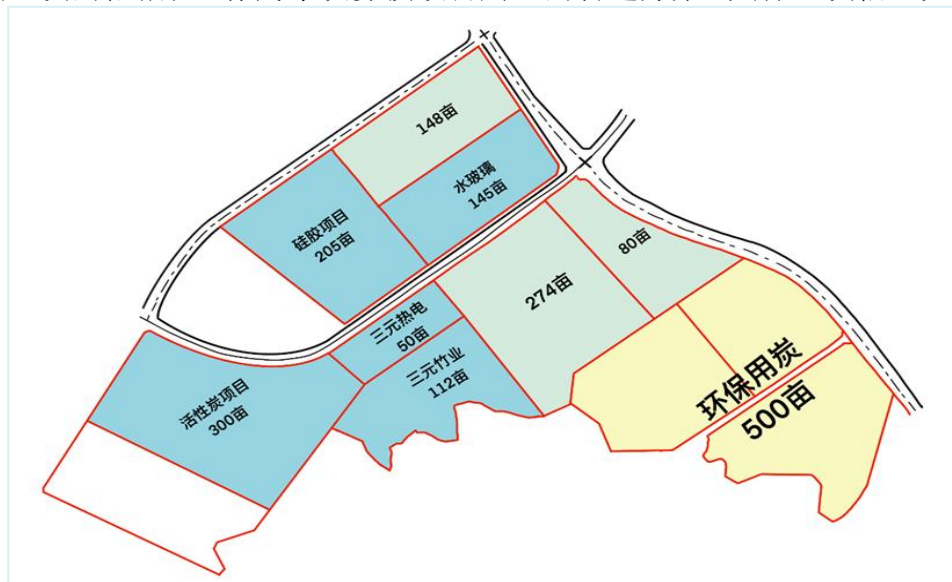 148亩
水玻璃
145亩
硅胶项目
205亩
80亩
274亩
三元热电
50亩
三元竹业
112亩
活性炭项目
300亩
环保用炭
500亩